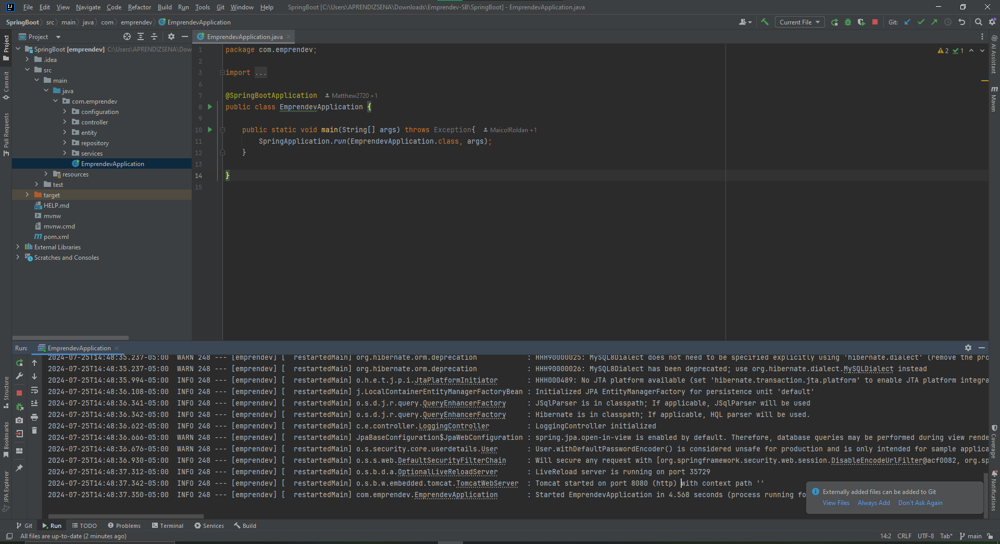 File Edit View Navigate Code Refactor Build Run Tools Git Window Help SpringBoot [C:\Users\APRENDIZSENA\Downloads\Emprendev-SB\SpringBoot] - EmprendevApplication.java
SpringBoot src main java com emprendev EmprendevApplication Current File Git:
Project EmprendevApplication.java
SpringBoot [emprendev] C:\Users\APRENDIZSENA\Dow
.idea
src
main
java
com.emprendev
configuration
controller
entity
repository
services
EmprendevApplication
resources
test
target
HELP.md
mvnw
mvnw.cmd
pom.xml
External Libraries
Scratches and Consoles
Project
Commit
Pull Requests
Structure
Bookmarks
JPA Explorer
1 package com.emprendev;
2
3 import ...
6
7 @SpringBootApplication Matthew2720 +1
8 public class EmprendevApplication {
9
10 public static void main(String[] args) throws Exception{ MaicolRoldan +1
11 SpringApplication.run(EmprendevApplication.class, args);
12 }
13
14 }
15
2 1
AI Assistant
Maven
Coverage
Notifications
Run: EmprendevApplication
2024-07-25T14:48:35.237-05:00 WARN 248 --- [emprendev] [ restartedMain] org.hibernate.orm.deprecation : HHH90000025: MySQL8Dialect does not need to be specified explicitly using 'hibernate.dialect' (remove the pro
2024-07-25T14:48:35.237-05:00 WARN 248 --- [emprendev] [ restartedMain] org.hibernate.orm.deprecation : HHH90000026: MySQL8Dialect has been deprecated; use org.hibernate.dialect.MySQLDialect instead
2024-07-25T14:48:35.994-05:00 INFO 248 --- [emprendev] [ restartedMain] o.h.e.t.j.p.i.JtaPlatformInitiator : HHH000489: No JTA platform available (set 'hibernate.transaction.jta.platform' to enable JTA platform integra
2024-07-25T14:48:36.108-05:00 INFO 248 --- [emprendev] [ restartedMain] j.LocalContainerEntityManagerFactoryBean : Initialized JPA EntityManagerFactory for persistence unit 'default'
2024-07-25T14:48:36.341-05:00 INFO 248 --- [emprendev] [ restartedMain] o.s.d.j.r.query.QueryEnhancerFactory : JSqlParser is in classpath; If applicable, JSqlParser will be used
2024-07-25T14:48:36.342-05:00 INFO 248 --- [emprendev] [ restartedMain] o.s.d.j.r.query.QueryEnhancerFactory : Hibernate is in classpath; If applicable, HQL parser will be used.
2024-07-25T14:48:36.622-05:00 INFO 248 --- [emprendev] [ restartedMain] c.e.controller.LoggingController : LoggingController initialized
2024-07-25T14:48:36.666-05:00 WARN 248 --- [emprendev] [ restartedMain] JpaBaseConfiguration$JpaWebConfiguration : spring.jpa.open-in-view is enabled by default. Therefore, database queries may be performed during view rende
2024-07-25T14:48:36.676-05:00 WARN 248 --- [emprendev] [ restartedMain] o.s.security.core.userdetails.User : User.withDefaultPasswordEncoder() is considered unsafe for production and is only intended for sample applica
2024-07-25T14:48:36.930-05:00 INFO 248 --- [emprendev] [ restartedMain] o.s.s.web.DefaultSecurityFilterChain : Will secure any request with [org.springframework.security.web.session.DisableEncodeUrlFilter@acf0082, org.sp
2024-07-25T14:48:37.312-05:00 INFO 248 --- [emprendev] [ restartedMain] o.s.b.d.a.OptionalLiveReloadServer : LiveReload server is running on port 35729
2024-07-25T14:48:37.342-05:00 INFO 248 --- [emprendev] [ restartedMain] o.s.b.w.embedded.tomcat.TomcatWebServer : Tomcat started on port 8080 (http) with context path ''
2024-07-25T14:48:37.350-05:00 INFO 248 --- [emprendev] [ restartedMain] com.emprendev.EmprendevApplication : Started EmprendevApplication in 4.568 seconds (process running fo
Externally added files can be added to Git
View Files Always Add Don't Ask Again
Git Run TODO Problems Terminal Services Build
All files are up-to-date (2 minutes ago) 14:2 CRLF UTF-8 Tab* main